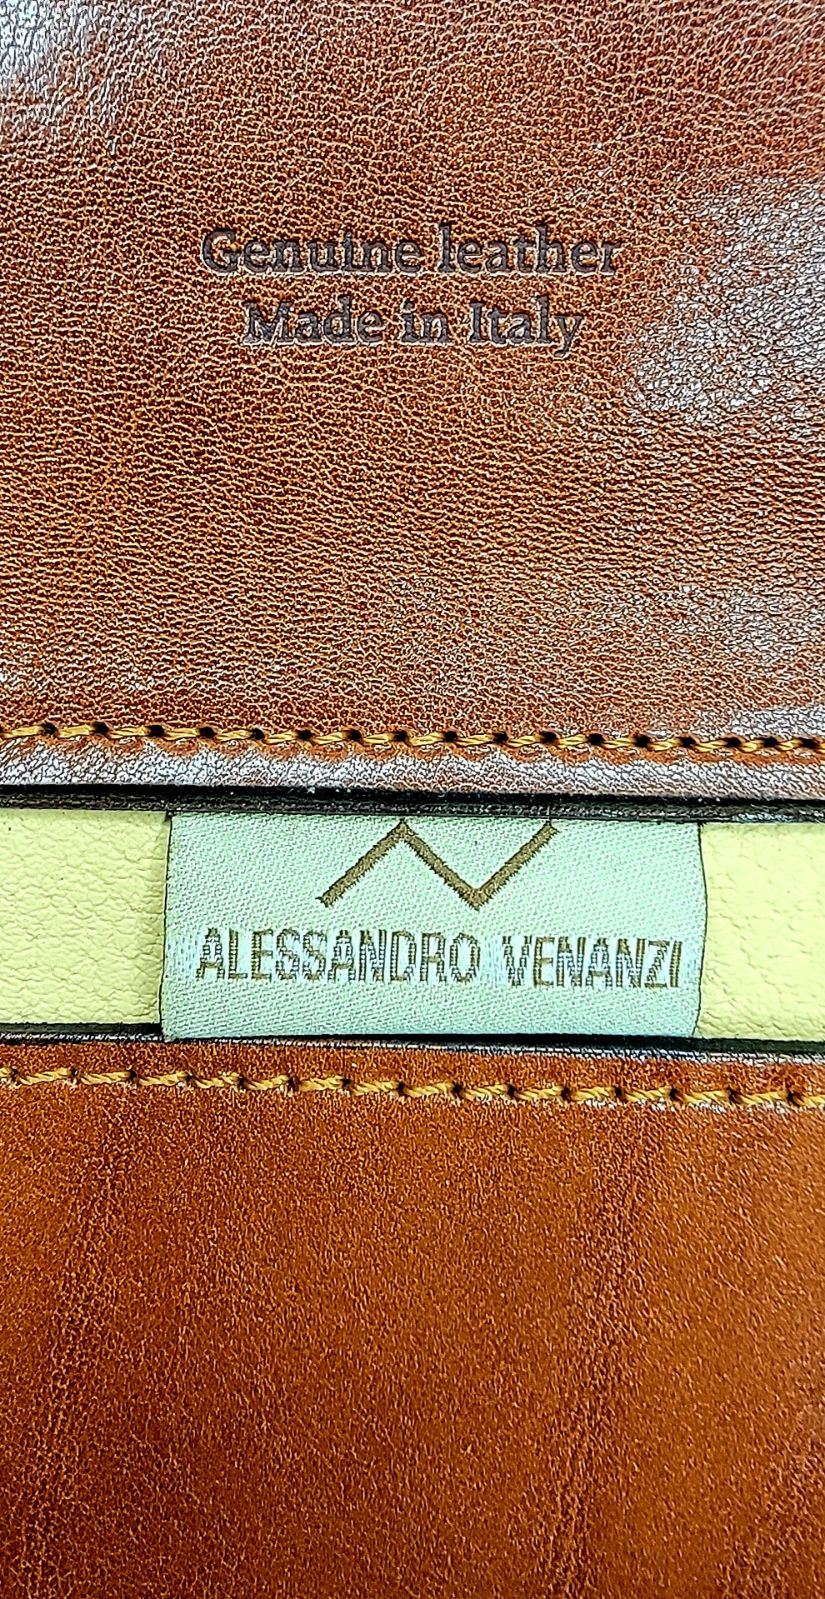 Genuine leather
Made in Italy
ALESSANDRO VENANZI